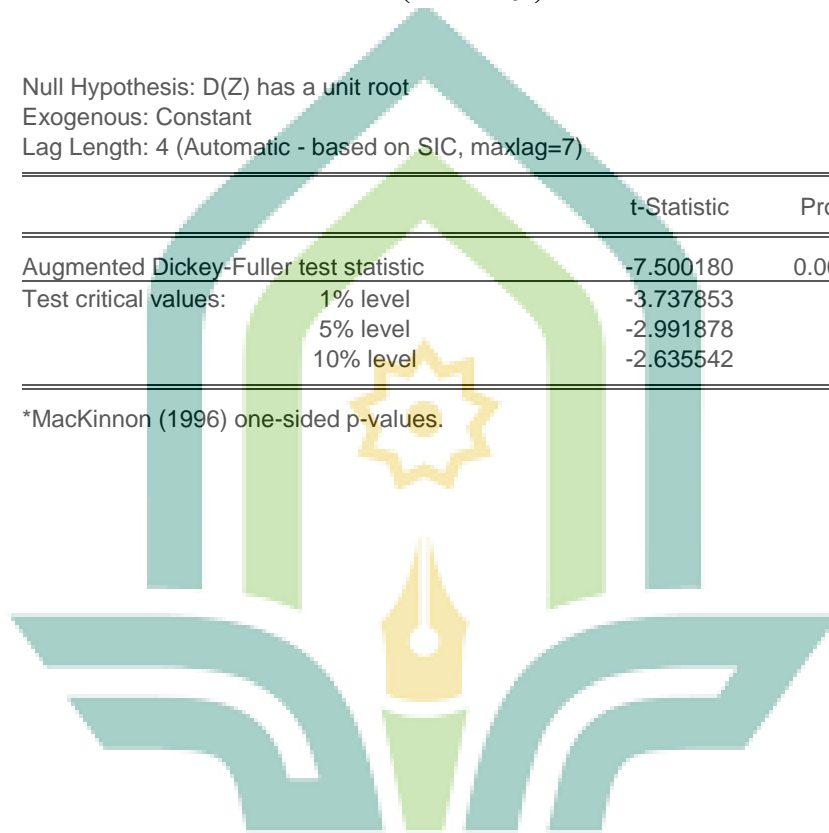 Null Hypothesis: D(Z) has a unit root
Exogenous: Constant
Lag Length: 4 (Automatic - based on SIC, maxlag=7)
t-Statistic
Augmented Dickey-Fuller test statistic -7.500180
Test critical values: 1% level -3.737853
5% level -2.991878
10% level -2.635542
*MacKinnon (1996) one-sided p-values.